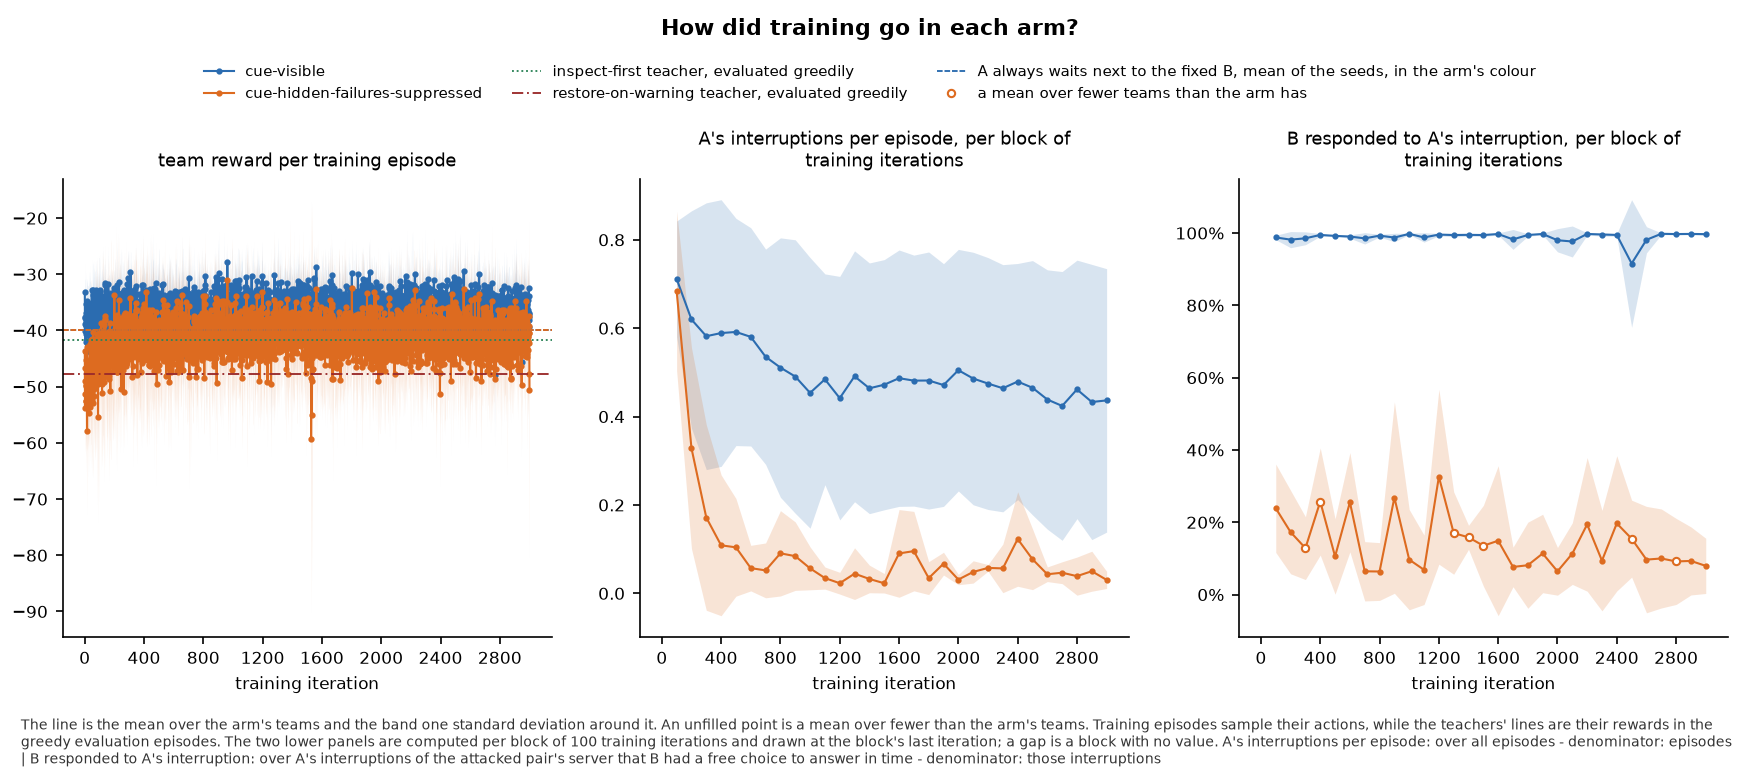 How did training go in each arm?
cue-visible
cue-hidden-failures-suppressed
inspect-first teacher, evaluated greedily
restore-on-warning teacher, evaluated greedily
A always waits next to the fixed B, mean of the seeds, in the arm's colour
a mean over fewer teams than the arm has
team reward per training episode
−20
−30
−40
−50
−60
−70
−80
−90
0 400 800 1200 1600 2000 2400 2800
training iteration
A's interruptions per episode, per block of
training iterations
0.8
0.6
0.4
0.2
0.0
0 400 800 1200 1600 2000 2400 2800
training iteration
B responded to A's interruption, per block of
training iterations
100%
80%
60%
40%
20%
0%
0 400 800 1200 1600 2000 2400 2800
training iteration
The line is the mean over the arm's teams and the band one standard deviation around it. An unfilled point is a mean over fewer than the arm's teams. Training episodes sample their actions, while the teachers' lines are their rewards in the
greedy evaluation episodes. The two lower panels are computed per block of 100 training iterations and drawn at the block's last iteration; a gap is a block with no value. A's interruptions per episode: over all episodes - denominator: episodes
| B responded to A's interruption: over A's interruptions of the attacked pair's server that B had a free choice to answer in time - denominator: those interruptions